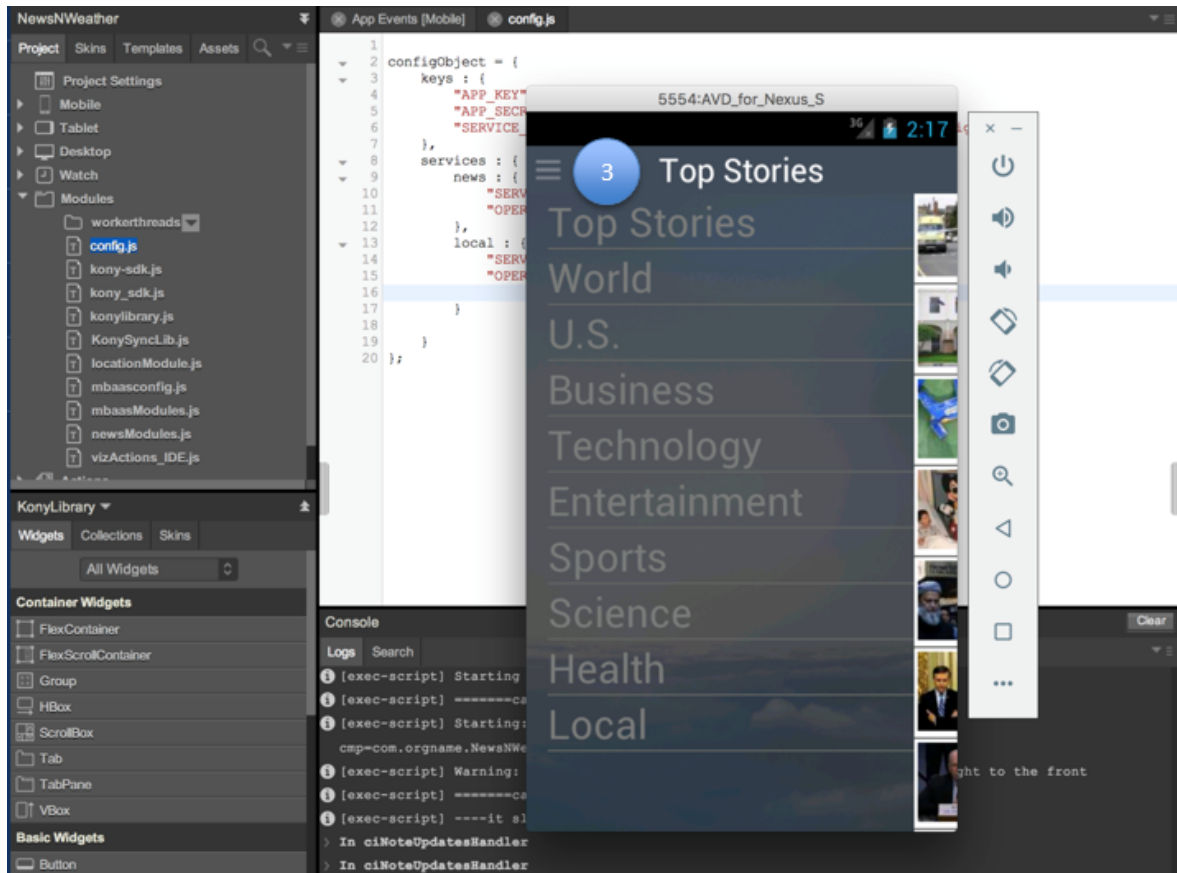 NewsNWeather
Project Skins Templates Assets
Project Settings
Mobile
Tablet
Desktop
Watch
Modules
workerthreads
config.js
kony-sdk.js
kony_sdk.js
konylibrary.js
KonySyncLib.js
locationModule.js
mbaasconfig.js
mbaasModules.js
newsModules.js
vizActions_IDE.js
KonyLibrary
Widgets Collections Skins
All Widgets
Container Widgets
FlexContainer
FlexScrollContainer
Group
HBox
ScrollBox
Tab
TabPane
VBox
Basic Widgets
Button
App Events [Mobile] config.js
1
2 configObject = {
3 keys : {
4 "APP_KEY"
5 "APP_SECR
6 "SERVICE_
7 },
8 services : {
9 news : {
10 "SERV
11 "OPER
12 },
13 local : {
14 "SERV
15 "OPER
16
17 }
18
19 }
20 };
5554:AVD_for_Nexus_S
3G 2:17
3 Top Stories
Top Stories
World
U.S.
Business
Technology
Entertainment
Sports
Science
Health
Local
Console Clear
Logs Search
[exec-script] Starting
[exec-script] =======ca
[exec-script] Starting:
cmp=com.orgname.NewsNWe
[exec-script] Warning: ght to the front
[exec-script] =======ca
[exec-script] ----it sl
> In ciNoteUpdatesHandler
> In ciNoteUpdatesHandler